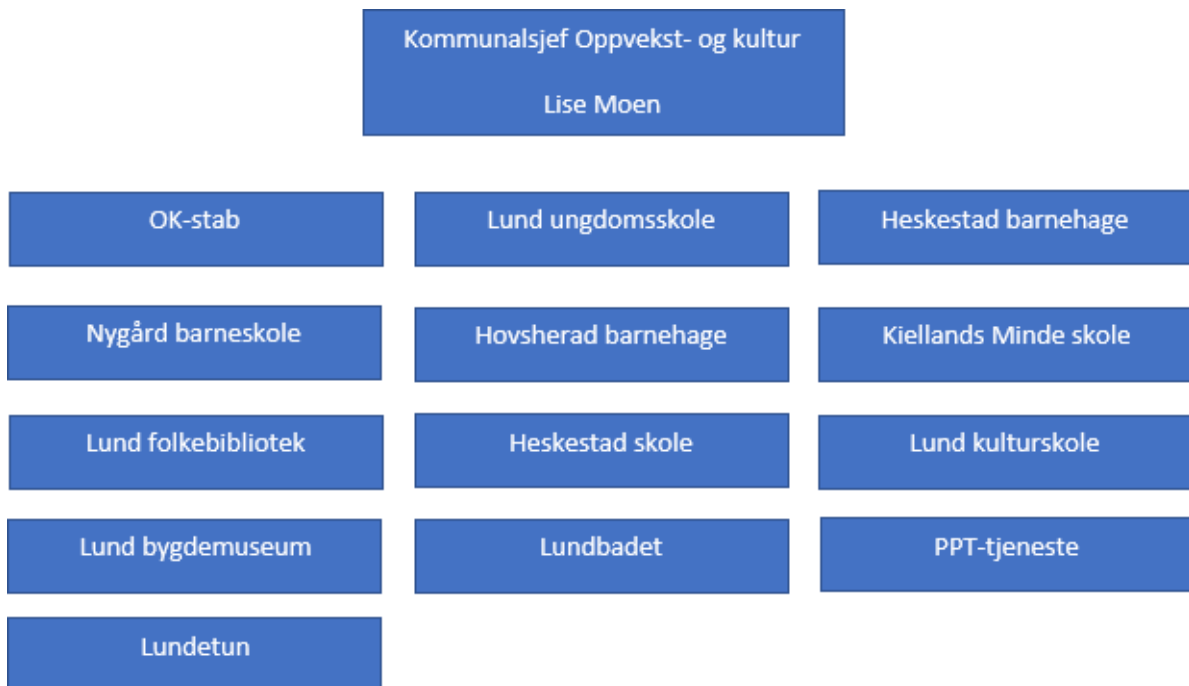 Kommunalsjef Oppvekst- og kultur
Lise Moen
OK-stab
Lund ungdomsskole
Heskestad barnehage
Nygård barneskole
Hovsherad barnehage
Kiellands Minde skole
Lund folkebibliotek
Heskestad skole
Lund kulturskole
Lund bygdemuseum
Lundbadet
PPT-tjeneste
Lundetun